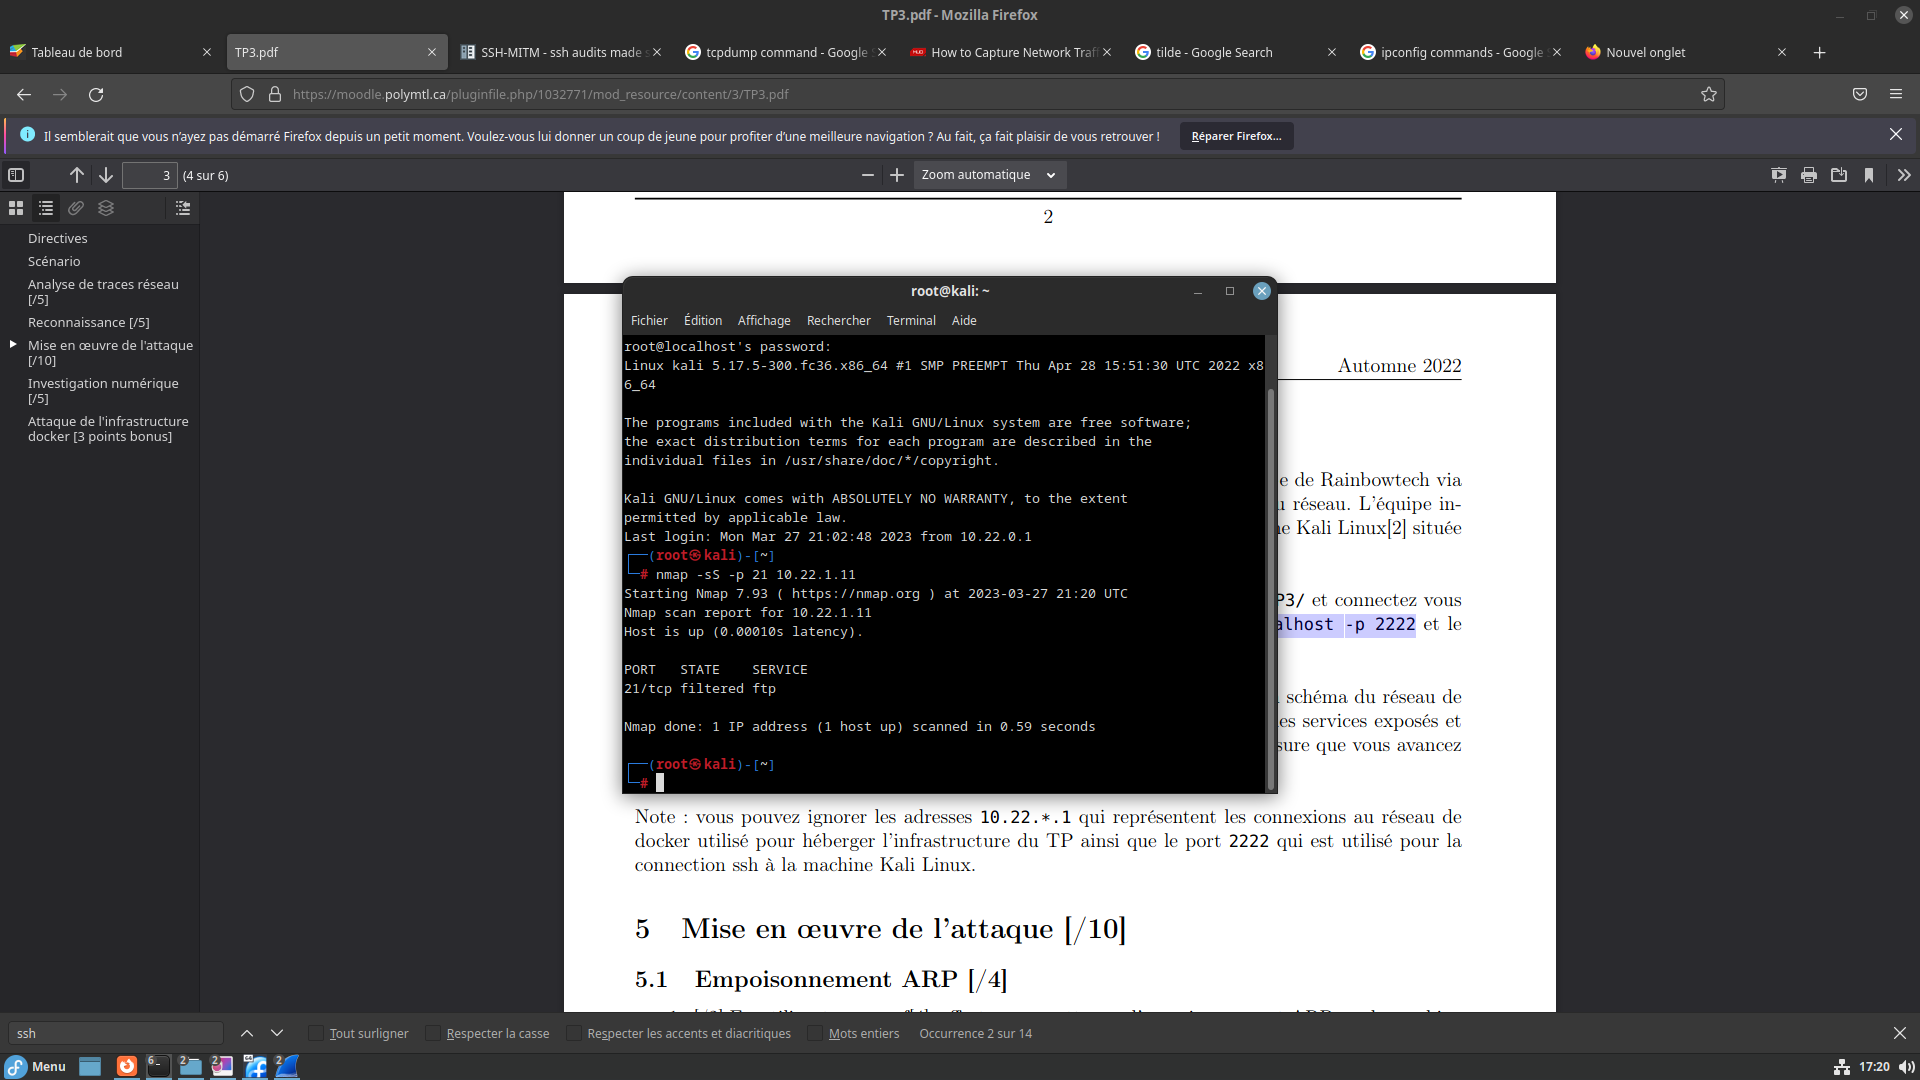 TP3.pdf - Mozilla Firefox
Tableau de bord
TP3.pdf
SSH-MITM - ssh audits made s
tcpdump command - Google S
How to Capture Network Traf
tilde - Google Search
ipconfig commands - Google S
Nouvel onglet
https://moodle.polymtl.ca/pluginfile.php/1032771/mod_resource/content/3/TP3.pdf
Il semblerait que vous n’ayez pas démarré Firefox depuis un petit moment. Voulez-vous lui donner un coup de jeune pour profiter d’une meilleure navigation ? Au fait, ça fait plaisir de vous retrouver !
Réparer Firefox…
3
(4 sur 6)
Zoom automatique
Directives
Scénario
Analyse de traces réseau
[/5]
Reconnaissance [/5]
Mise en œuvre de l'attaque
[/10]
Investigation numérique
[/5]
Attaque de l'infrastructure
docker [3 points bonus]
2
Automne 2022
e de Rainbowtech via
u réseau. L’équipe in-
ne Kali Linux[2] située
P3/ et connectez vous
alhost -p 2222 et le
schéma du réseau de
es services exposés et
sure que vous avancez
root@kali: ~
Fichier Édition Affichage Rechercher Terminal Aide
root@localhost's password:
Linux kali 5.17.5-300.fc36.x86_64 #1 SMP PREEMPT Thu Apr 28 15:51:30 UTC 2022 x8
6_64
The programs included with the Kali GNU/Linux system are free software;
the exact distribution terms for each program are described in the
individual files in /usr/share/doc/*/copyright.
Kali GNU/Linux comes with ABSOLUTELY NO WARRANTY, to the extent
permitted by applicable law.
Last login: Mon Mar 27 21:02:48 2023 from 10.22.0.1
┌──(root㉿kali)-[~]
└─# nmap -sS -p 21 10.22.1.11
Starting Nmap 7.93 ( https://nmap.org ) at 2023-03-27 21:20 UTC
Nmap scan report for 10.22.1.11
Host is up (0.00010s latency).
PORT   STATE    SERVICE
21/tcp filtered ftp
Nmap done: 1 IP address (1 host up) scanned in 0.59 seconds
┌──(root㉿kali)-[~]
└─#
Note : vous pouvez ignorer les adresses 10.22.*.1 qui représentent les connexions au réseau de
docker utilisé pour héberger l’infrastructure du TP ainsi que le port 2222 qui est utilisé pour la
connection ssh à la machine Kali Linux.
5 Mise en œuvre de l’attaque [/10]
5.1 Empoisonnement ARP [/4]
ssh
Tout surligner
Respecter la casse
Respecter les accents et diacritiques
Mots entiers
Occurrence 2 sur 14
Menu
6
2
2
64
2
17:20